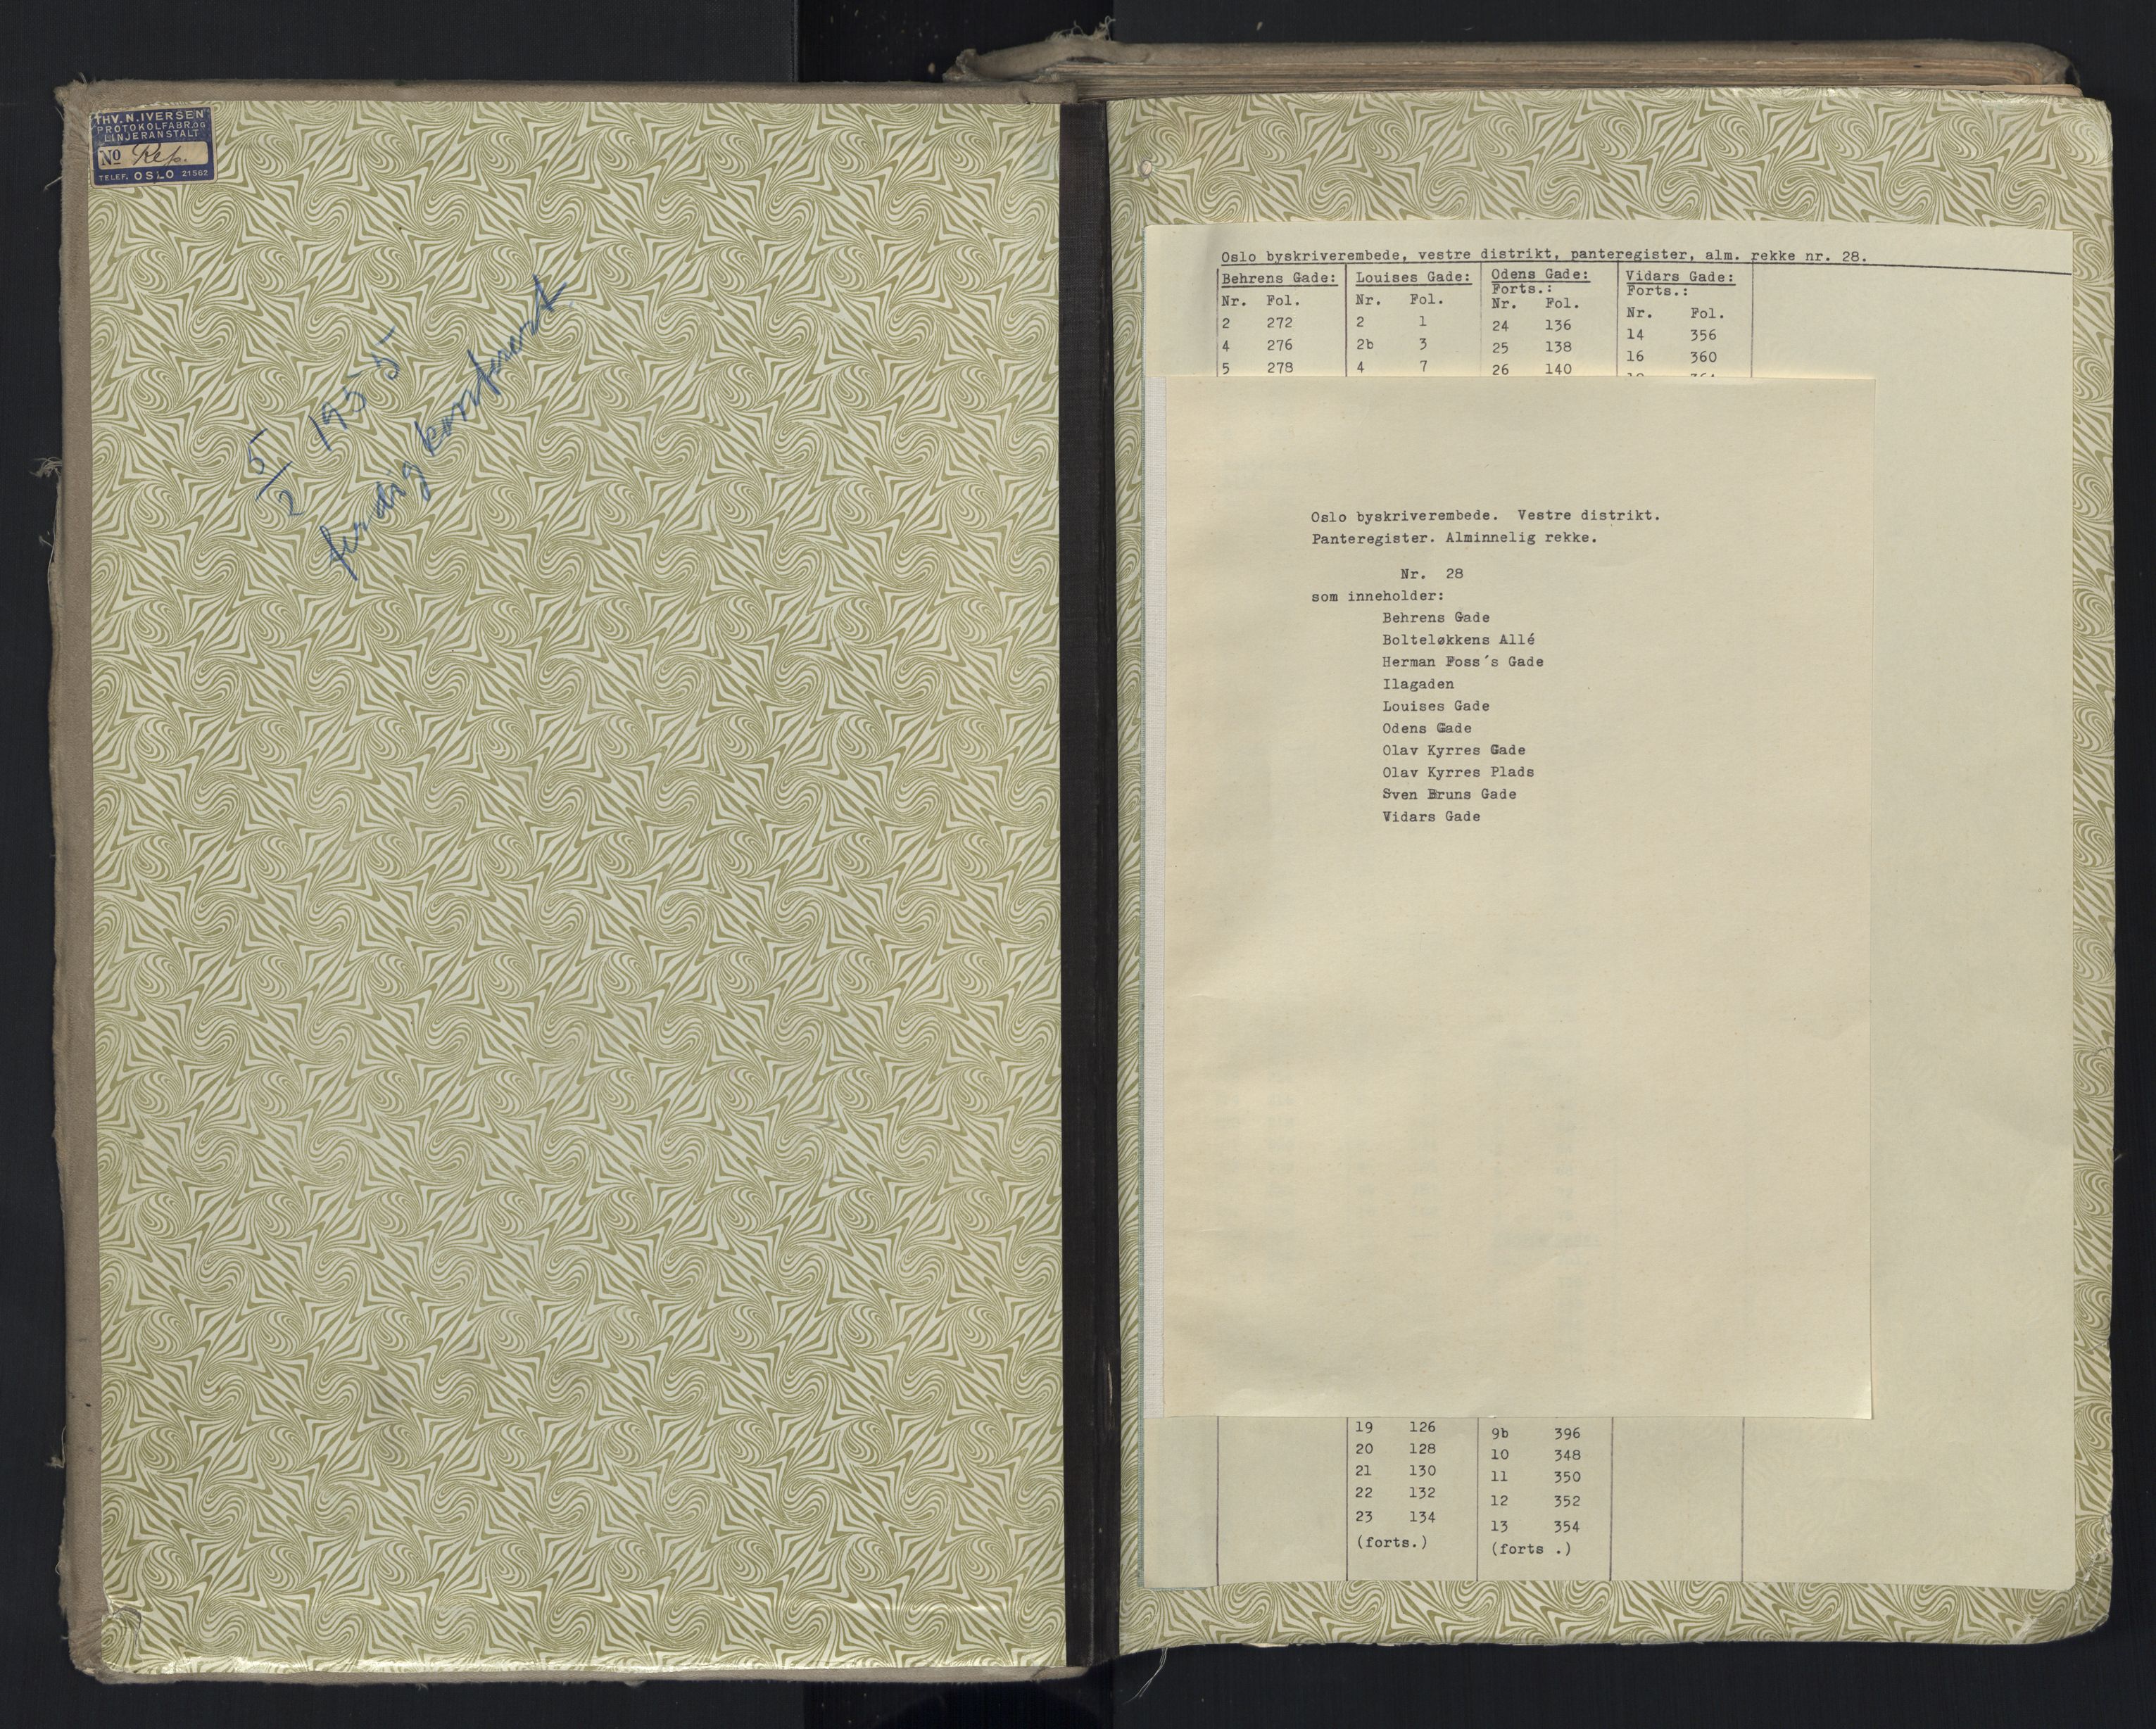 THV. N. IVERSEN
PROTOKOLFABR. OG
LINJERANSTALT
No Rep.
TELEF. OSLO 21562
5/2 1955
ferdig kontrert.
Oslo byskriverembede, vestre distrikt, panteregister, alm. rekke nr. 28.
Behrens Gade: Louises Gade: Odens Gade: Vidars Gade:
Forts.: Forts.:
Nr. Fol. Nr. Fol. Nr. Fol. Nr. Fol.
2 272 2 1 24 136 14 356
4 276 2b 3 25 138 16 360
5 278 4 7 26 140
Oslo byskriverembede. Vestre distrikt.
Panteregister. Alminnelig rekke.
Nr. 28
som inneholder:
Behrens Gade
Bolteløkkens Allé
Herman Foss´s Gade
Ilagaden
Louises Gade
Odens Gade
Olav Kyrres Gade
Olav Kyrres Plads
Sven Bruns Gade
Vidars Gade
19 126 9b 396
20 128 10 348
21 130 11 350
22 132 12 352
23 134 13 354
(forts.) (forts .)